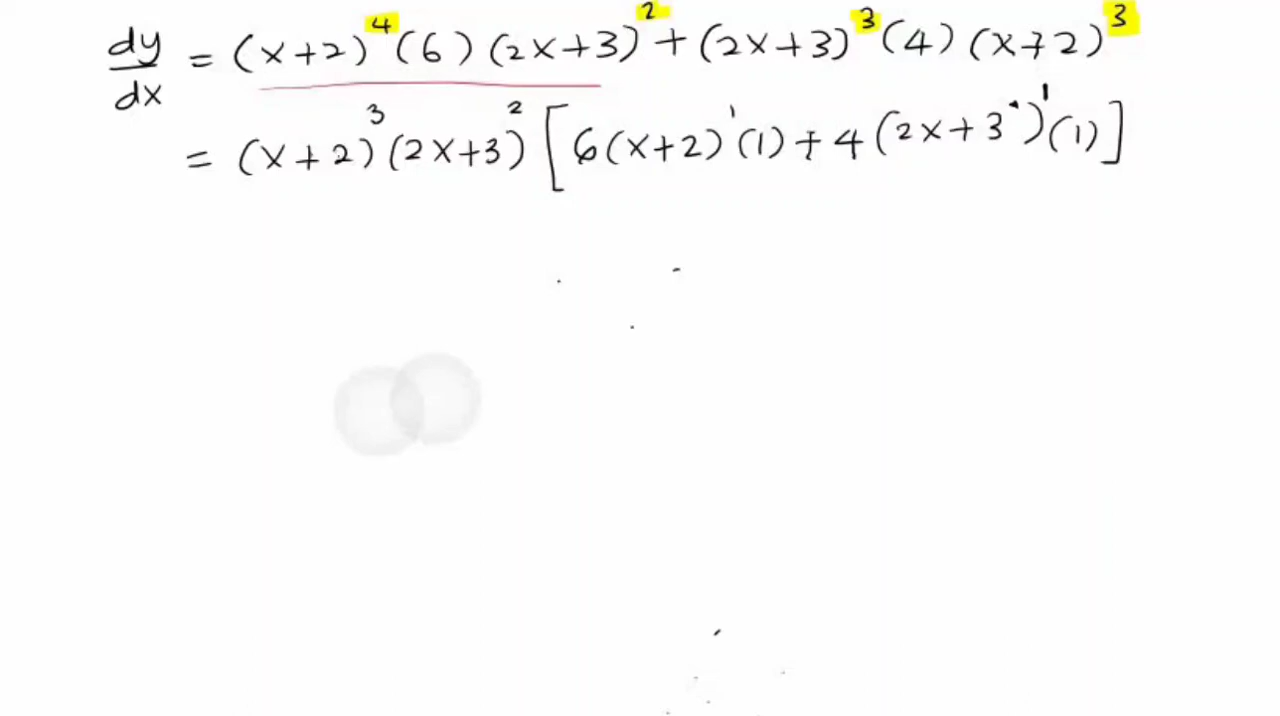 dy/dx = (x+2)⁴(6)(2x+3)² + (2x+3)³(4)(x+2)³
= (x+2)³(2x+3)² [6(x+2)¹(1) + 4(2x+3)¹(1)]